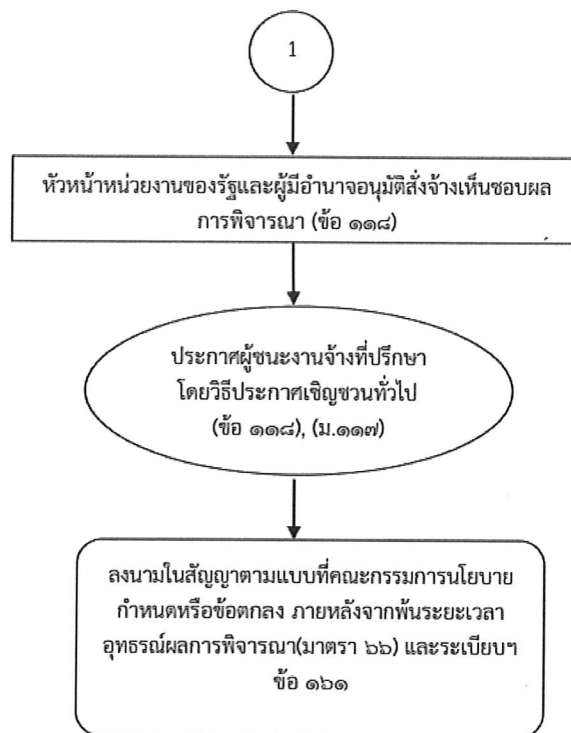 1
หัวหน้าหน่วยงานของรัฐและผู้มีอำนาจอนุมัติสั่งจ้างเห็นชอบผล
การพิจารณา (ข้อ ๑๑๘)
ประกาศผู้ชนะงานจ้างที่ปรึกษา
โดยวิธีประกาศเชิญชวนทั่วไป
(ข้อ ๑๑๘), (ม.๑๑๗)
ลงนามในสัญญาตามแบบที่คณะกรรมการนโยบาย
กำหนดหรือข้อตกลง ภายหลังจากพ้นระยะเวลา
อุทธรณ์ผลการพิจารณา(มาตรา ๖๖) และระเบียบฯ
ข้อ ๑๖๑